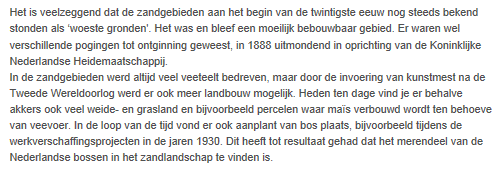 Het is veelzeggend dat de zandgebieden aan het begin van de twintigste eeuw nog steeds bekend
stonden als 'woeste gronden'. Het was en bleef een moeilijk bebouwbaar gebied. Er waren wel
verschillende pogingen tot ontginning geweest, in 1888 uitmondend in oprichting van de Koninklijke
Nederlandse Heidemaatschappij.
In de zandgebieden werd altijd veel veeteelt bedreven, maar door de invoering van kunstmest na de
Tweede Wereldoorlog werd er ook meer landbouw mogelijk. Heden ten dage vind je er behalve
akkers ook veel weide- en grasland en bijvoorbeeld percelen waar maïs verbouwd wordt ten behoeve
van veevoer. In de loop van de tijd vond er ook aanplant van bos plaats, bijvoorbeeld tijdens de
werkverschaffingsprojecten in de jaren 1930. Dit heeft tot resultaat gehad dat het merendeel van de
Nederlandse bossen in het zandlandschap te vinden is.